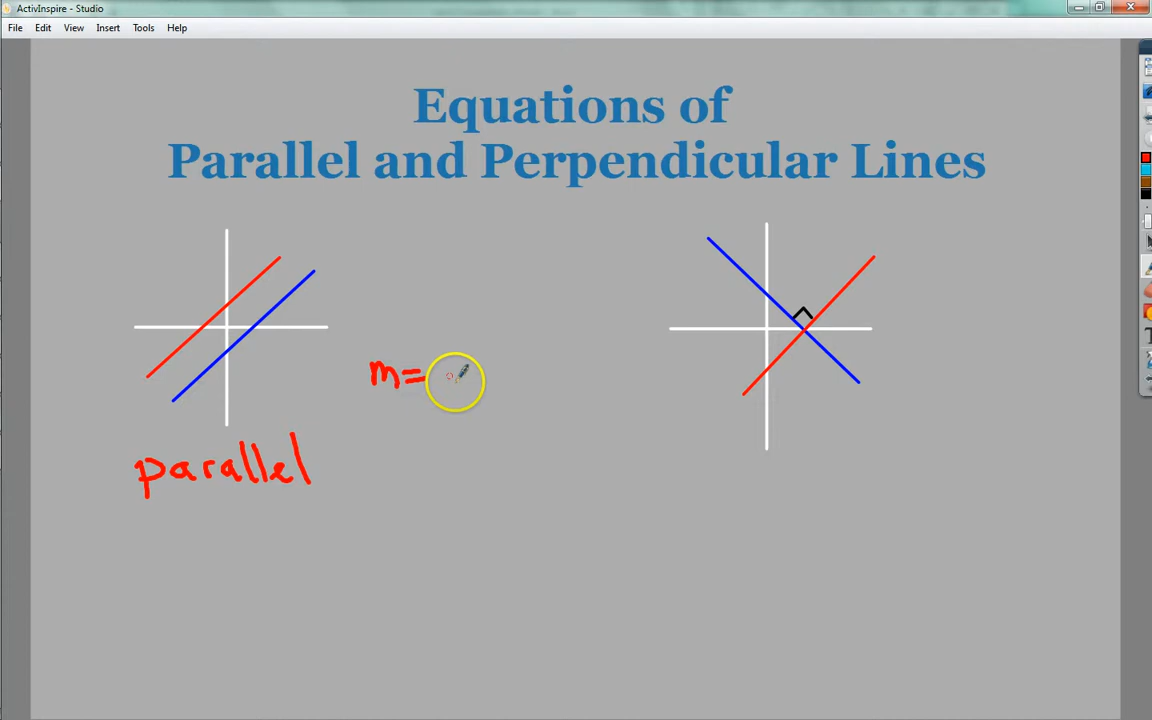 ActivInspire - Studio
File Edit View Insert Tools Help
Equations of
Parallel and Perpendicular Lines
m=
parallel